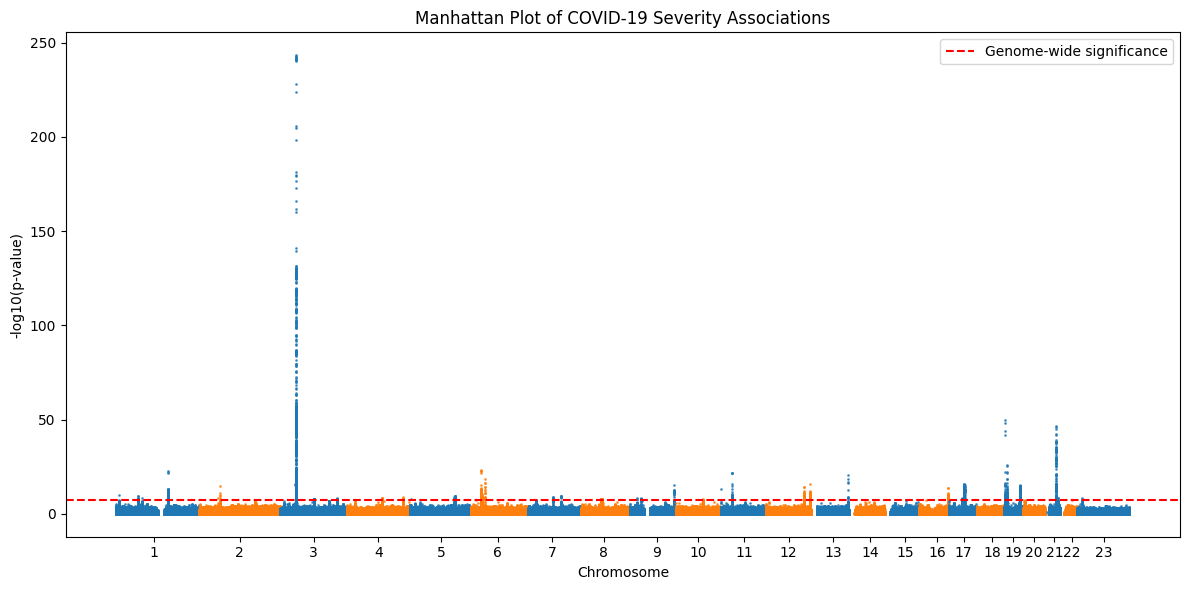 Manhattan Plot of COVID-19 Severity Associations
Genome-wide significance
-log10(p-value)
250
200
150
100
50
0
1 2 3 4 5 6 7 8 9 10 11 12 13 14 15 16 17 18 19 20 21 22 23
Chromosome